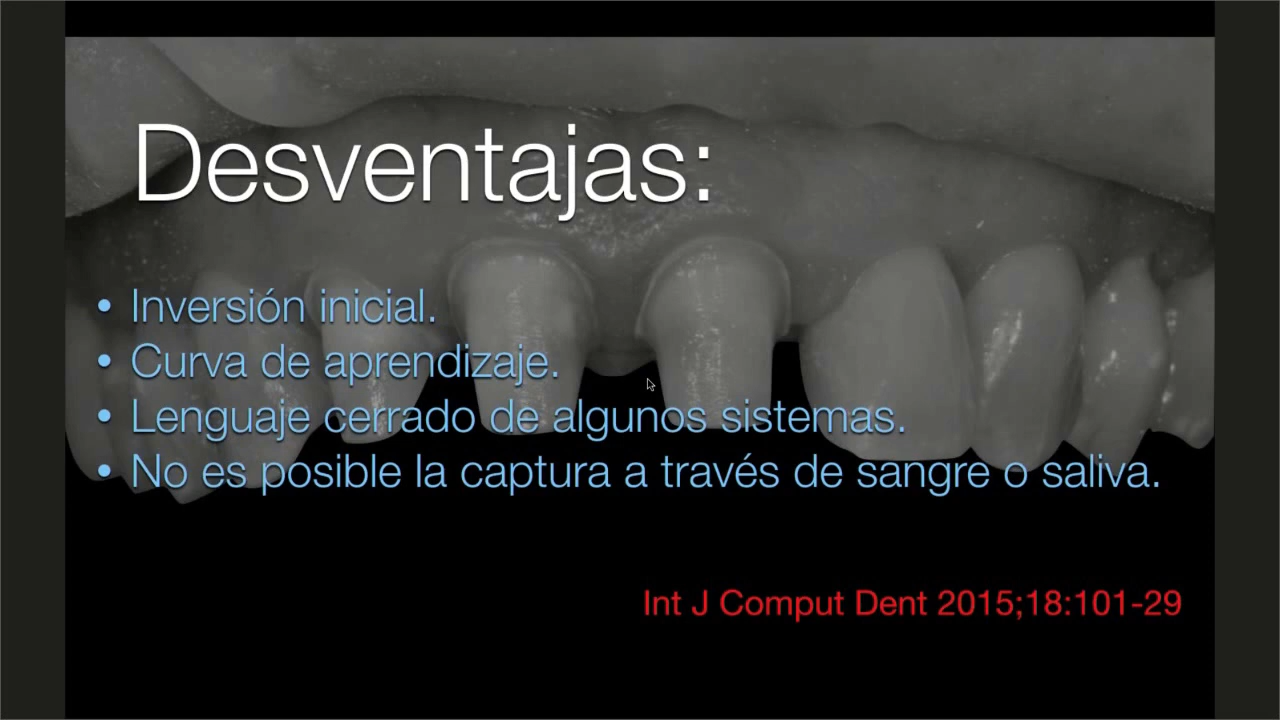 Desventajas:
• Inversión inicial.
• Curva de aprendizaje.
• Lenguaje cerrado de algunos sistemas.
• No es posible la captura a través de sangre o saliva.
Int J Comput Dent 2015;18:101-29